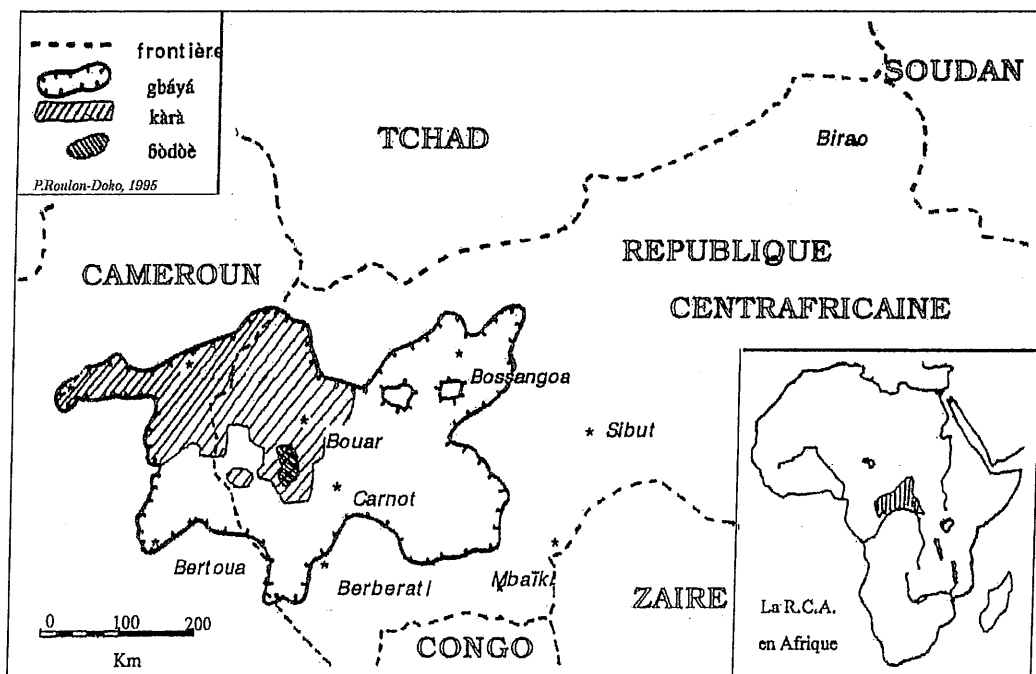 frontière
gbáyá
kàrà
ɓòdòè
P.Roulon-Doko, 1995
SOUDAN
TCHAD
Birao
REPUBLIQUE
CAMEROUN
CENTRAFRICAINE
Bossangoa
Sibut
Bouar
Carnot
Bertoua
Berberati
Mbaïki
ZAIRE
CONGO
0 100 200
Km
La R.C.A.
en Afrique